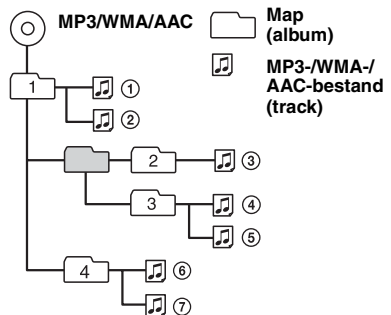 MP3/WMA/AAC
Map
(album)
MP3-/WMA-/
AAC-bestand
(track)
1
①
②
2
③
3
④
⑤
4
⑥
⑦